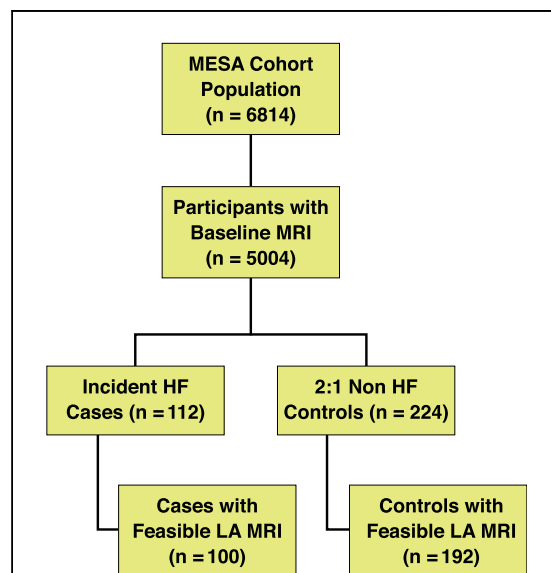 MESA Cohort
Population
(n = 6814)
Participants with
Baseline MRI
(n = 5004)
Incident HF
Cases (n = 112)
2:1 Non HF
Controls (n = 224)
Cases with
Feasible LA MRI
(n = 100)
Controls with
Feasible LA MRI
(n = 192)